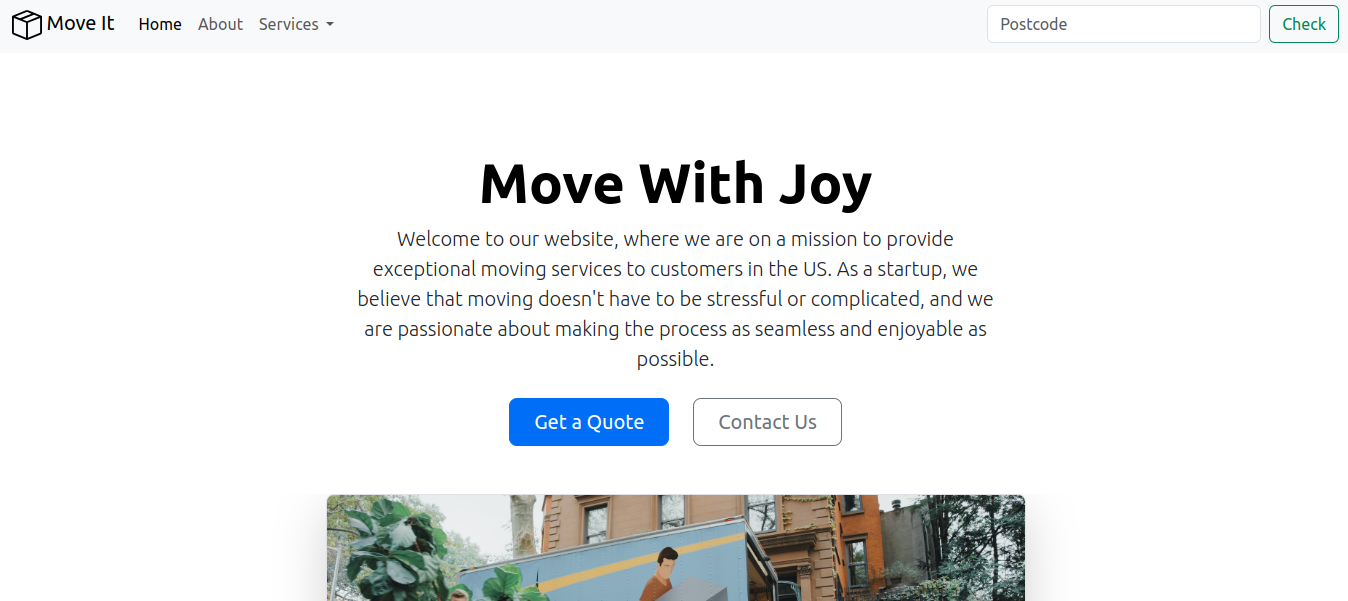 Move It
Home
About
Services
Postcode
Check
Move With Joy
Welcome to our website, where we are on a mission to provide
exceptional moving services to customers in the US. As a startup, we
believe that moving doesn't have to be stressful or complicated, and we
are passionate about making the process as seamless and enjoyable as
possible.
Get a Quote
Contact Us